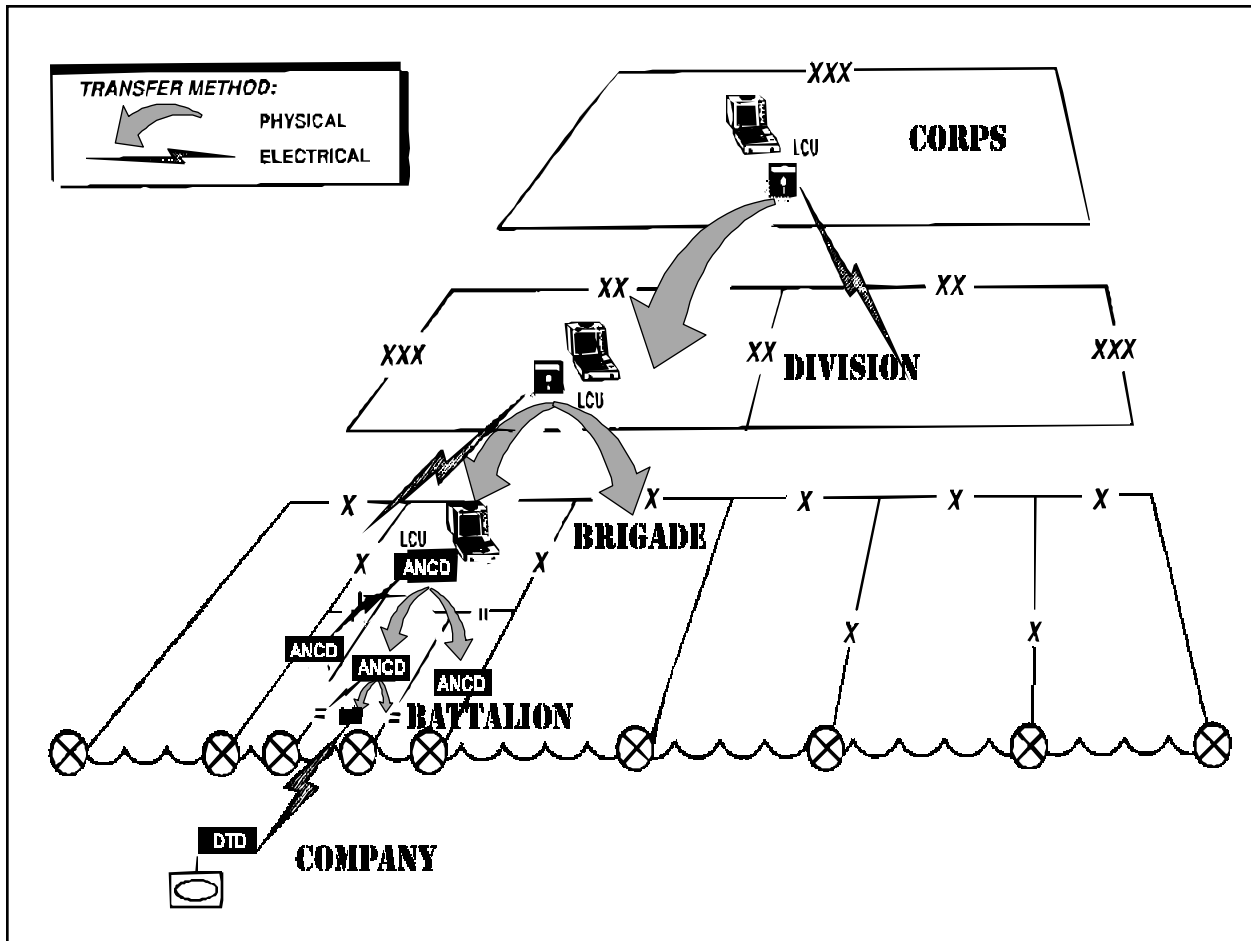 TRANSFER METHOD:
PHYSICAL
ELECTRICAL
XXX
LCU
CORPS
XX
XX
XXX
XX
DIVISION
XXX
LCU
X
X
X
X
X
LCU
BRIGADE
X
ANCD
X
II
X
X
ANCD
ANCD
ANCD
=
=
BATTALION
DTD
COMPANY